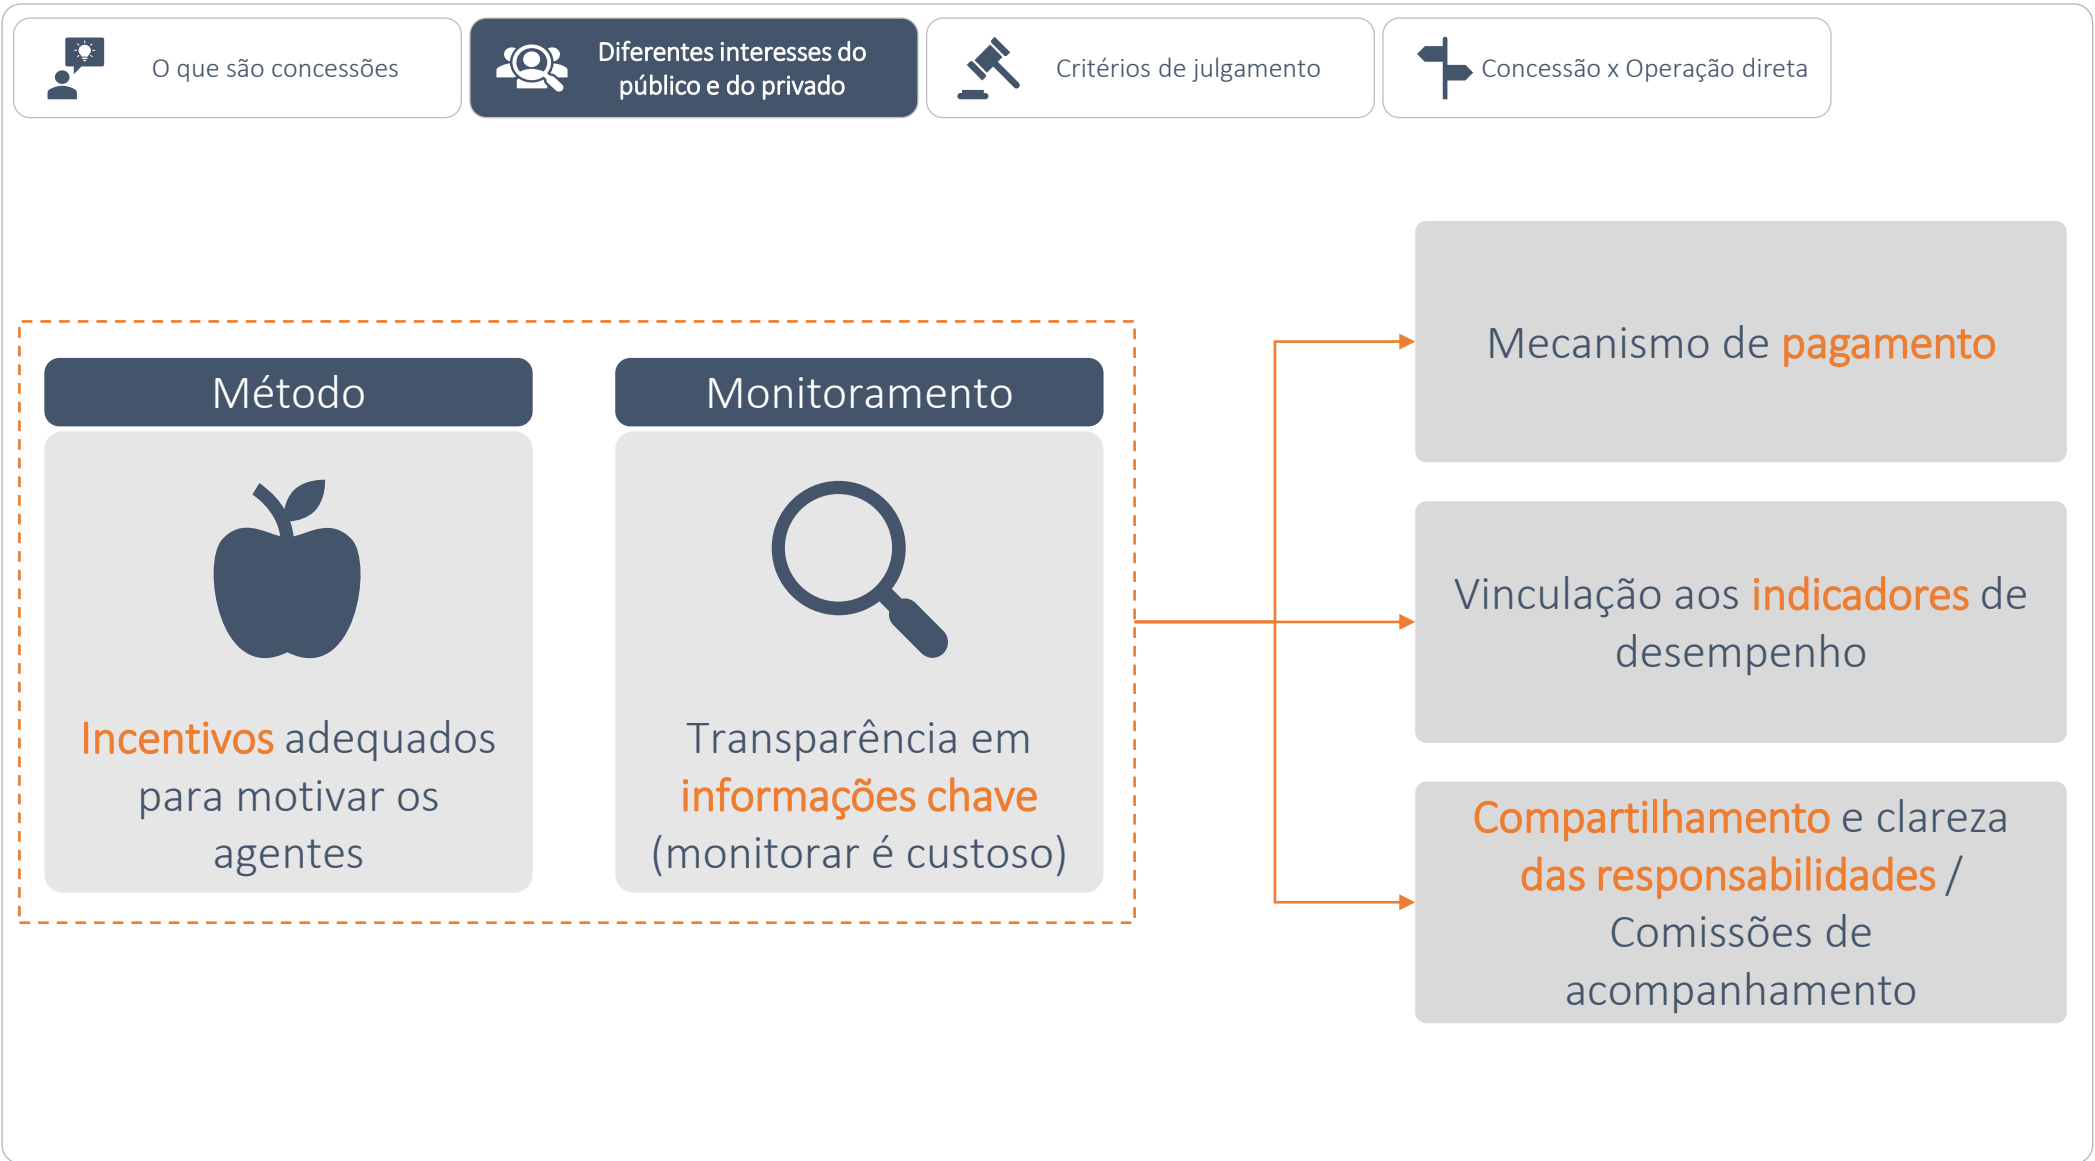 O que são concessões
Diferentes interesses do
público e do privado
Critérios de julgamento
Concessão x Operação direta
Método
Incentivos adequados
para motivar os
agentes
Monitoramento
Transparência em
informações chave
(monitorar é custoso)
Mecanismo de pagamento
Vinculação aos indicadores de
desempenho
Compartilhamento e clareza
das responsabilidades /
Comissões de
acompanhamento